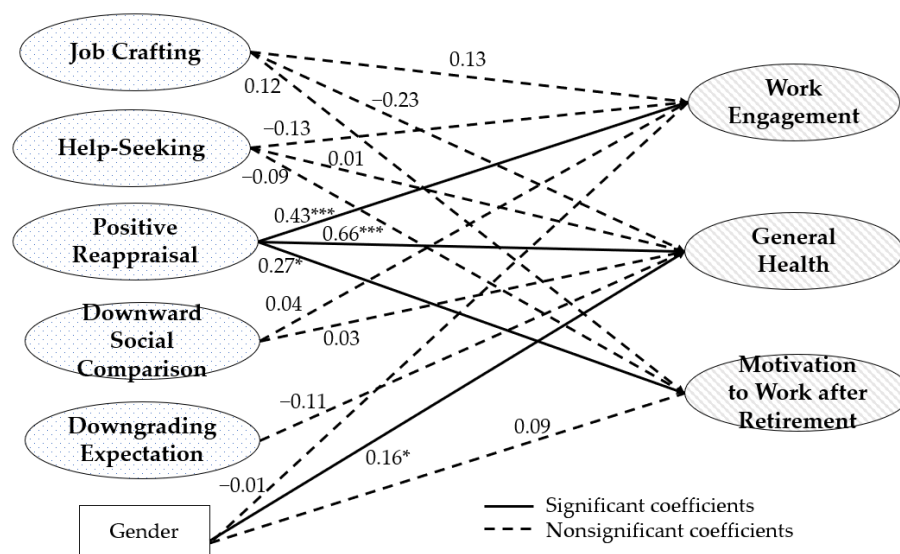 Job Crafting
0.13
0.12
−0.23
Work
Engagement
Help-Seeking
−0.13
0.01
−0.09
Positive
Reappraisal
0.43***
0.66***
0.27*
General
Health
Downward
Social
Comparison
0.04
0.03
Motivation
to Work after
Retirement
Downgrading
Expectation
−0.11
0.09
0.16*
−0.01
Gender
Significant coefficients
Nonsignificant coefficients